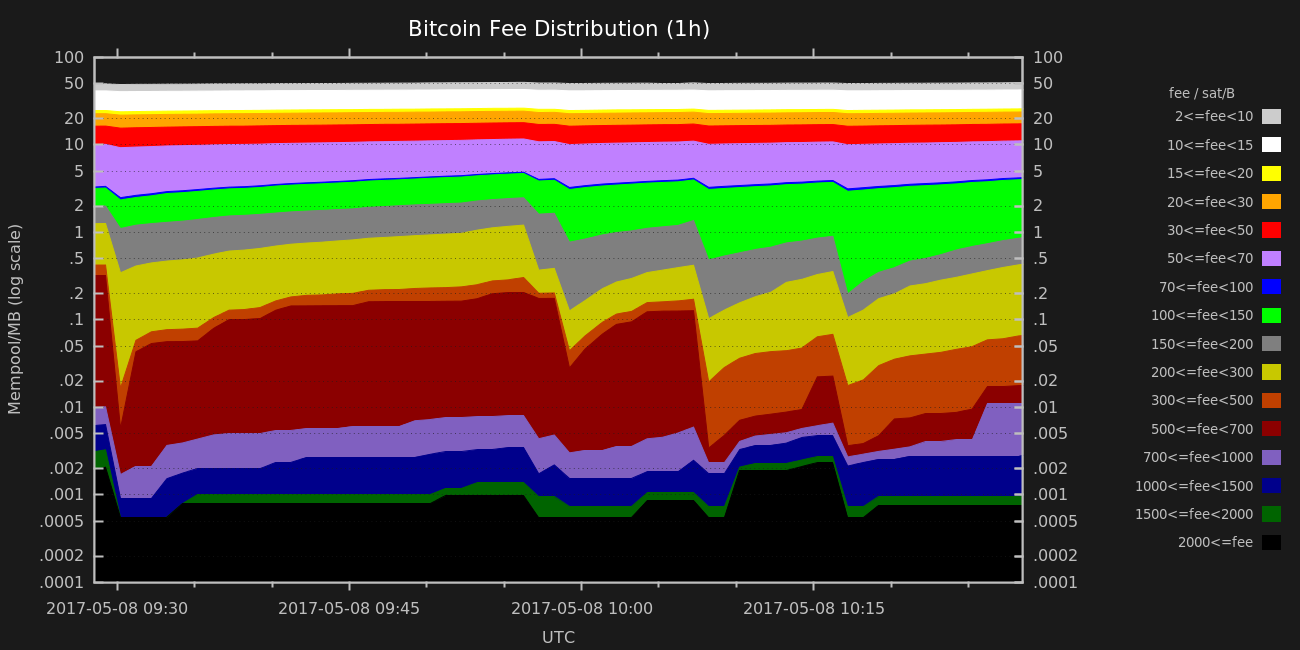 Bitcoin Fee Distribution (1h)
Mempool/MB (log scale)
100
50
20
10
5
2
1
.5
.2
.1
.05
.02
.01
.005
.002
.001
.0005
.0002
.0001
100
50
20
10
5
2
1
.5
.2
.1
.05
.02
.01
.005
.002
.001
.0005
.0002
.0001
2017-05-08 09:30 2017-05-08 09:45 2017-05-08 10:00 2017-05-08 10:15
UTC
fee / sat/B
2<=fee<10
10<=fee<15
15<=fee<20
20<=fee<30
30<=fee<50
50<=fee<70
70<=fee<100
100<=fee<150
150<=fee<200
200<=fee<300
300<=fee<500
500<=fee<700
700<=fee<1000
1000<=fee<1500
1500<=fee<2000
2000<=fee